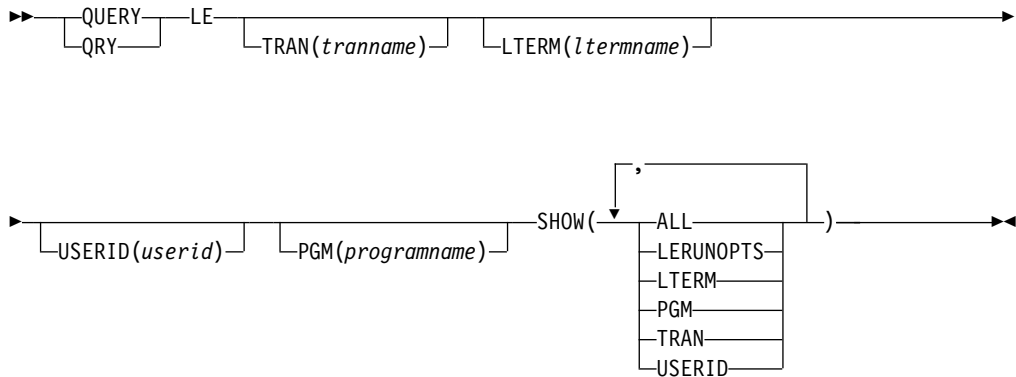 QUERY LE
QRY TRAN(tranname) LTERM(ltermname)
,
SHOW( ALL )
USERID(userid) PGM(programname) LERUNOPTS
LTERM
PGM
TRAN
USERID